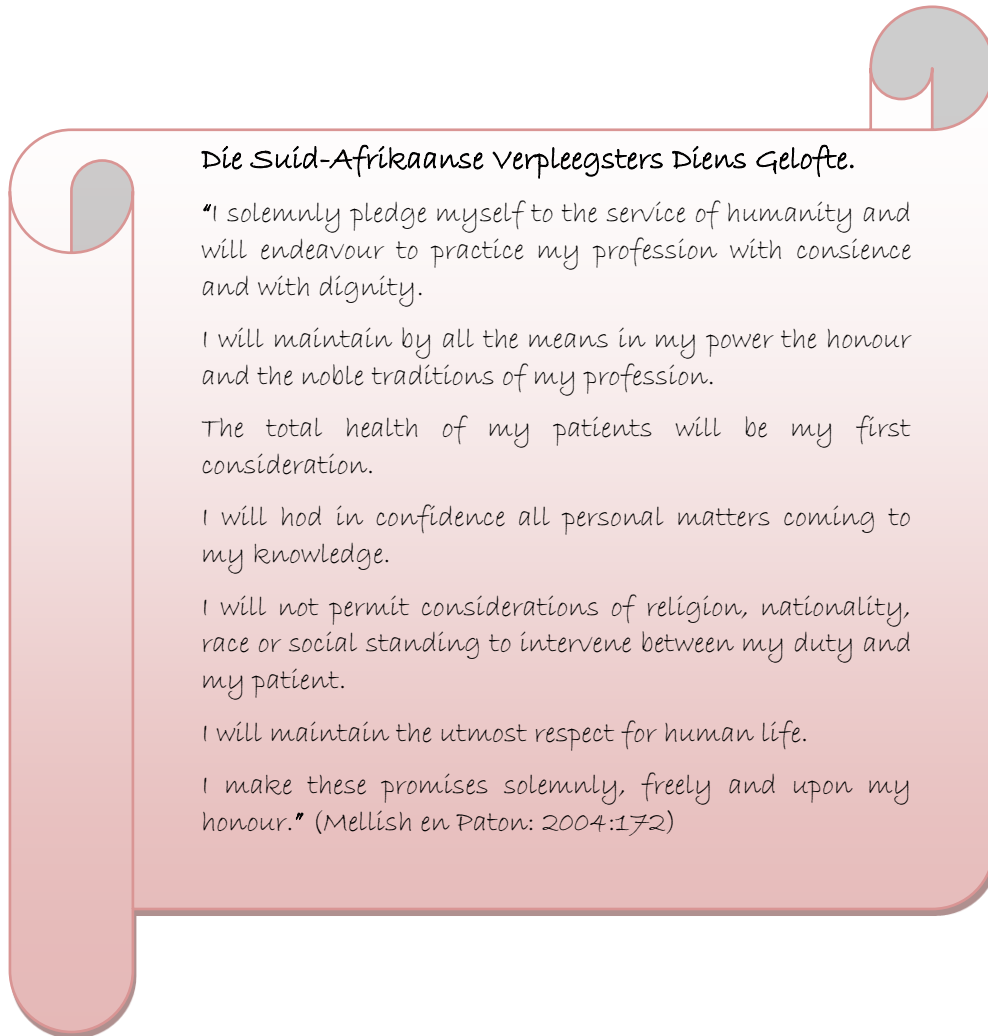 Die Suid-Afrikaanse Verpleegsters Diens Gelofte.
"I solemnly pledge myself to the service of humanity and
will endeavour to practice my profession with consience
and with dignity.
I will maintain by all the means in my power the honour
and the noble traditions of my profession.
The total health of my patients will be my first
consideration.
I will hod in confidence all personal matters coming to
my knowledge.
I will not permit considerations of religion, nationality,
race or social standing to intervene between my duty and
my patient.
I will maintain the utmost respect for human life.
I make these promises solemnly, freely and upon my
honour." (Mellish en Paton: 2004:172)